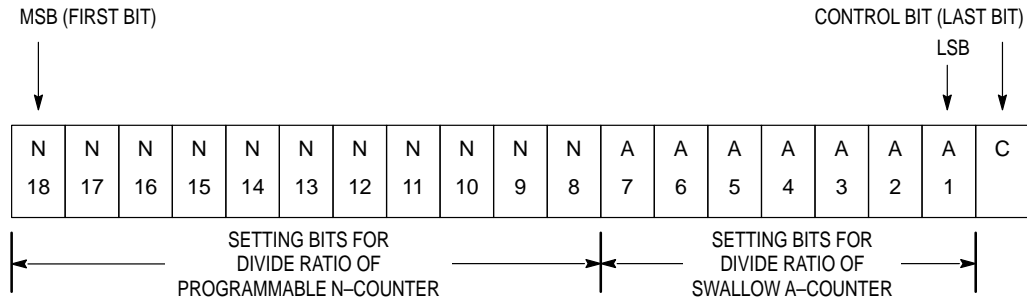 MSB (FIRST BIT)
CONTROL BIT (LAST BIT)
LSB
N N N N N N N N N N N A A A A A A A C
18 17 16 15 14 13 12 11 10 9 8 7 6 5 4 3 2 1
SETTING BITS FOR
DIVIDE RATIO OF
PROGRAMMABLE N–COUNTER
SETTING BITS FOR
DIVIDE RATIO OF
SWALLOW A–COUNTER